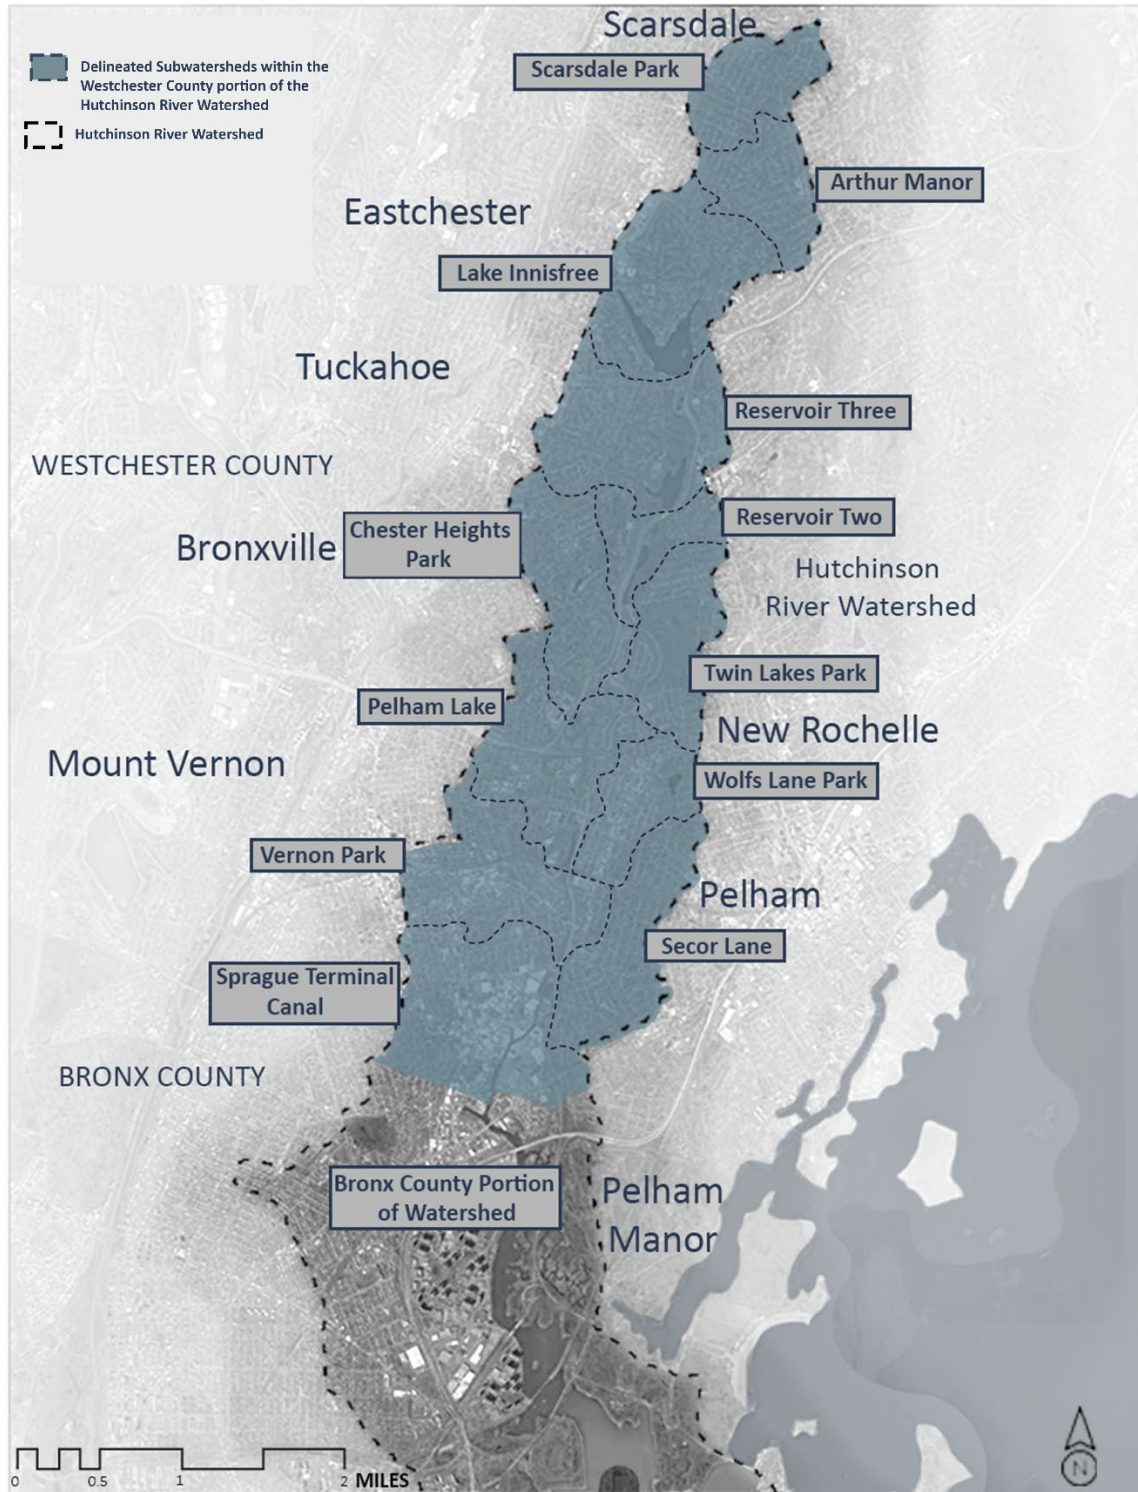 Scarsdale
Delineated Subwatersheds within the
Westchester County portion of the
Hutchinson River Watershed
Hutchinson River Watershed
Scarsdale Park
Arthur Manor
Eastchester
Lake Innisfree
Tuckahoe
Reservoir Three
WESTCHESTER COUNTY
Reservoir Two
Chester Heights
Park
Bronxville
Hutchinson
River Watershed
Twin Lakes Park
Pelham Lake
New Rochelle
Mount Vernon
Wolfs Lane Park
Vernon Park
Pelham
Secor Lane
Sprague Terminal
Canal
BRONX COUNTY
Bronx County Portion
of Watershed
Pelham
Manor
0 0.5 1 2 MILES
N